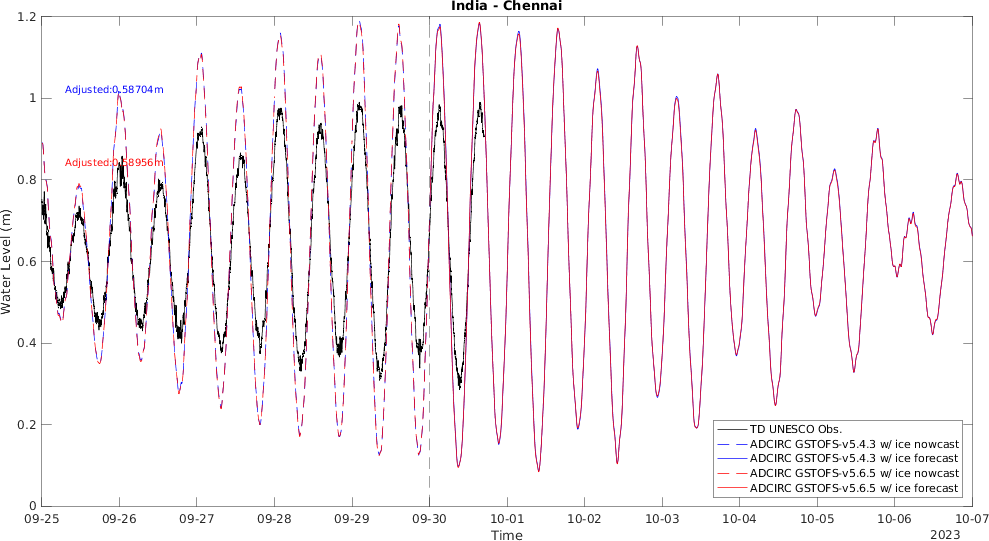 India - Chennai
Water Level (m)
1.2
1
0.8
0.6
0.4
0.2
0
Adjusted:0.58704m
Adjusted:0.58956m
TD UNESCO Obs.
ADCIRC GSTOFS-v5.4.3 w/ ice nowcast
ADCIRC GSTOFS-v5.4.3 w/ ice forecast
ADCIRC GSTOFS-v5.6.5 w/ ice nowcast
ADCIRC GSTOFS-v5.6.5 w/ ice forecast
09-25 09-26 09-27 09-28 09-29 09-30 10-01 10-02 10-03 10-04 10-05 10-06 10-07
Time
2023